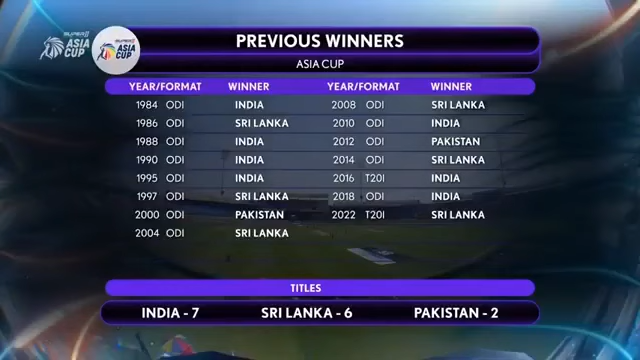 SUPER11
ASIA
CUP
SUPER11
ASIA
CUP
PREVIOUS WINNERS
ASIA CUP
YEAR/FORMAT WINNER YEAR/FORMAT WINNER
1984 ODI INDIA 2008 ODI SRI LANKA
1986 ODI SRI LANKA 2010 ODI INDIA
1988 ODI INDIA 2012 ODI PAKISTAN
1990 ODI INDIA 2014 ODI SRI LANKA
1995 ODI INDIA 2016 T20I INDIA
1997 ODI SRI LANKA 2018 ODI INDIA
2000 ODI PAKISTAN 2022 T20I SRI LANKA
2004 ODI SRI LANKA
TITLES
INDIA - 7 SRI LANKA - 6 PAKISTAN - 2